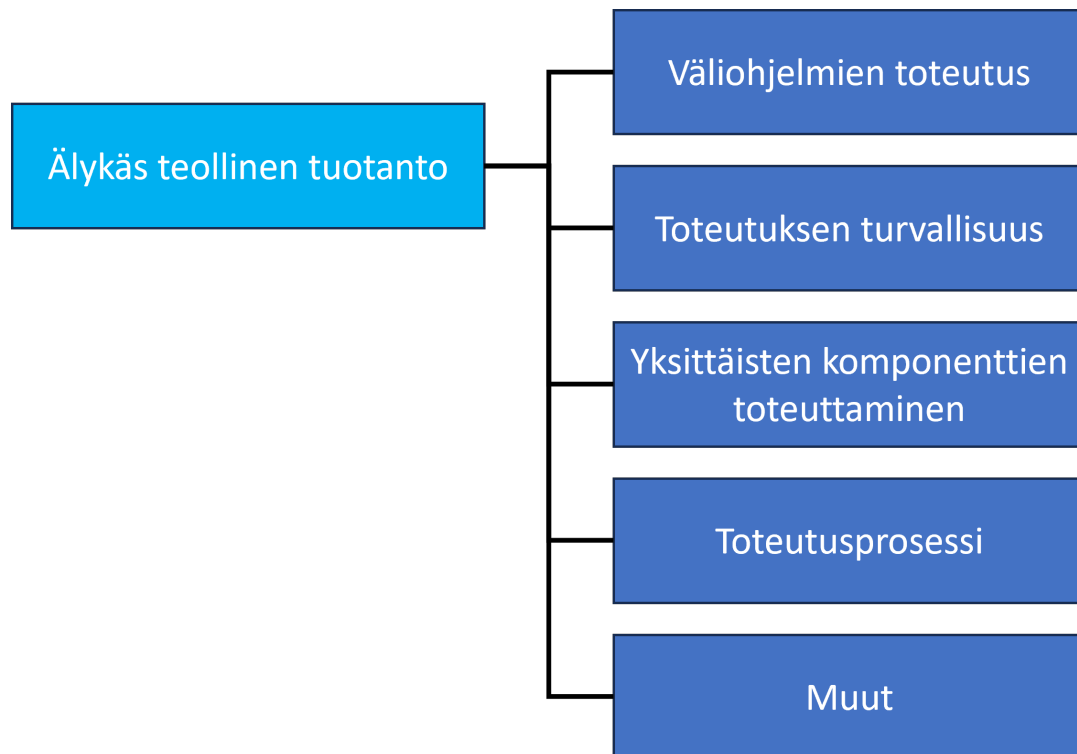 Älykäs teollinen tuotanto
Väliohjelmien toteutus
Toteutuksen turvallisuus
Yksittäisten komponenttien
toteuttaminen
Toteutusprosessi
Muut